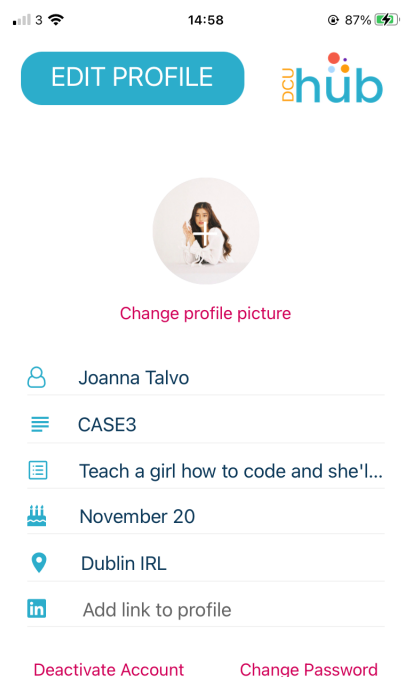 3
14:58
87%
EDIT PROFILE
DCU
hub
Change profile picture
Joanna Talvo
CASE3
Teach a girl how to code and she'l...
November 20
Dublin IRL
in
Add link to profile
Deactivate Account
Change Password